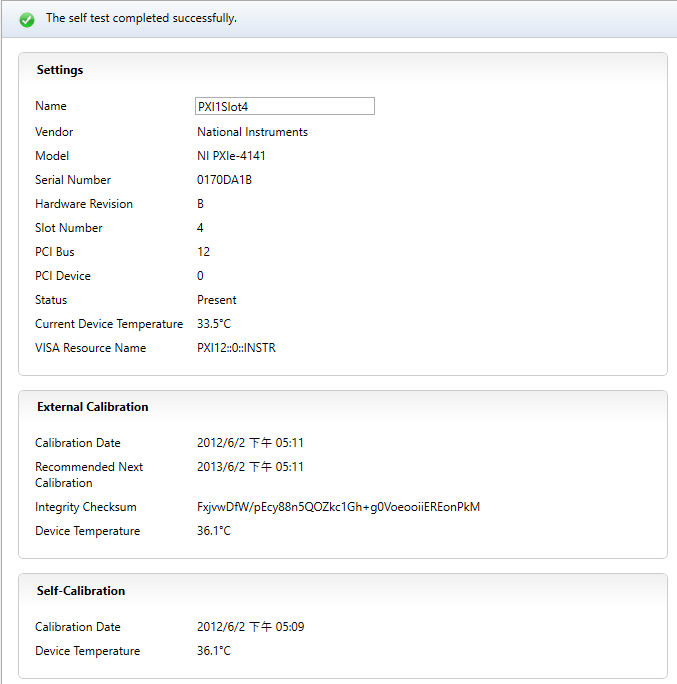 The self test completed successfully.
Settings
Name PXI1Slot4
Vendor National Instruments
Model NI PXIe-4141
Serial Number 0170DA1B
Hardware Revision B
Slot Number 4
PCI Bus 12
PCI Device 0
Status Present
Current Device Temperature 33.5°C
VISA Resource Name PXI12::0::INSTR
External Calibration
Calibration Date 2012/6/2 下午 05:11
Recommended Next 2013/6/2 下午 05:11
Calibration
Integrity Checksum FxjvwDfW/pEcy88n5QOZkc1Gh+g0VoeooiiEREonPkM
Device Temperature 36.1°C
Self-Calibration
Calibration Date 2012/6/2 下午 05:09
Device Temperature 36.1°C